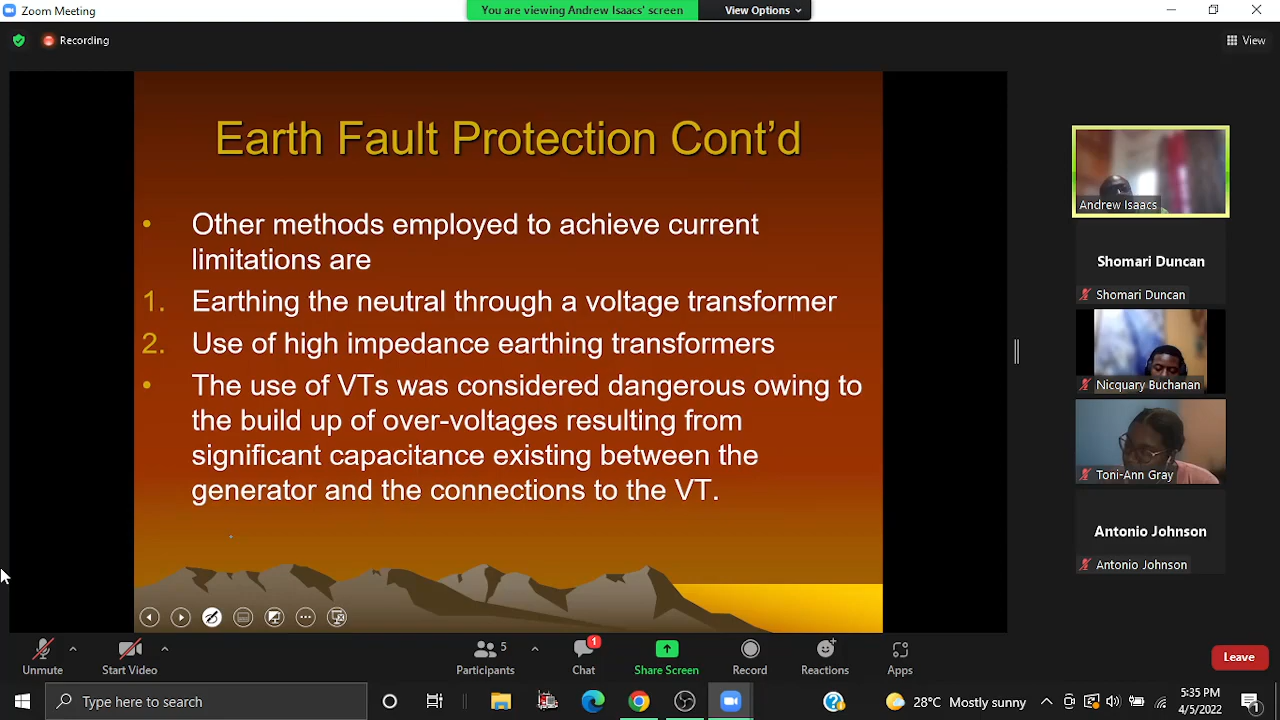 Zoom Meeting
You are viewing Andrew Isaacs' screen
View Options
Recording
View
Earth Fault Protection Cont'd
• Other methods employed to achieve current
limitations are
1. Earthing the neutral through a voltage transformer
2. Use of high impedance earthing transformers
• The use of VTs was considered dangerous owing to
the build up of over-voltages resulting from
significant capacitance existing between the
generator and the connections to the VT.
Andrew Isaacs
Shomari Duncan
Shomari Duncan
Nicquary Buchanan
Toni-Ann Gray
Antonio Johnson
Antonio Johnson
Unmute
Start Video
5
Participants
1
Chat
Share Screen
Record
Reactions
Apps
Leave
Type here to search
28°C Mostly sunny
5:35 PM
4/5/2022
1